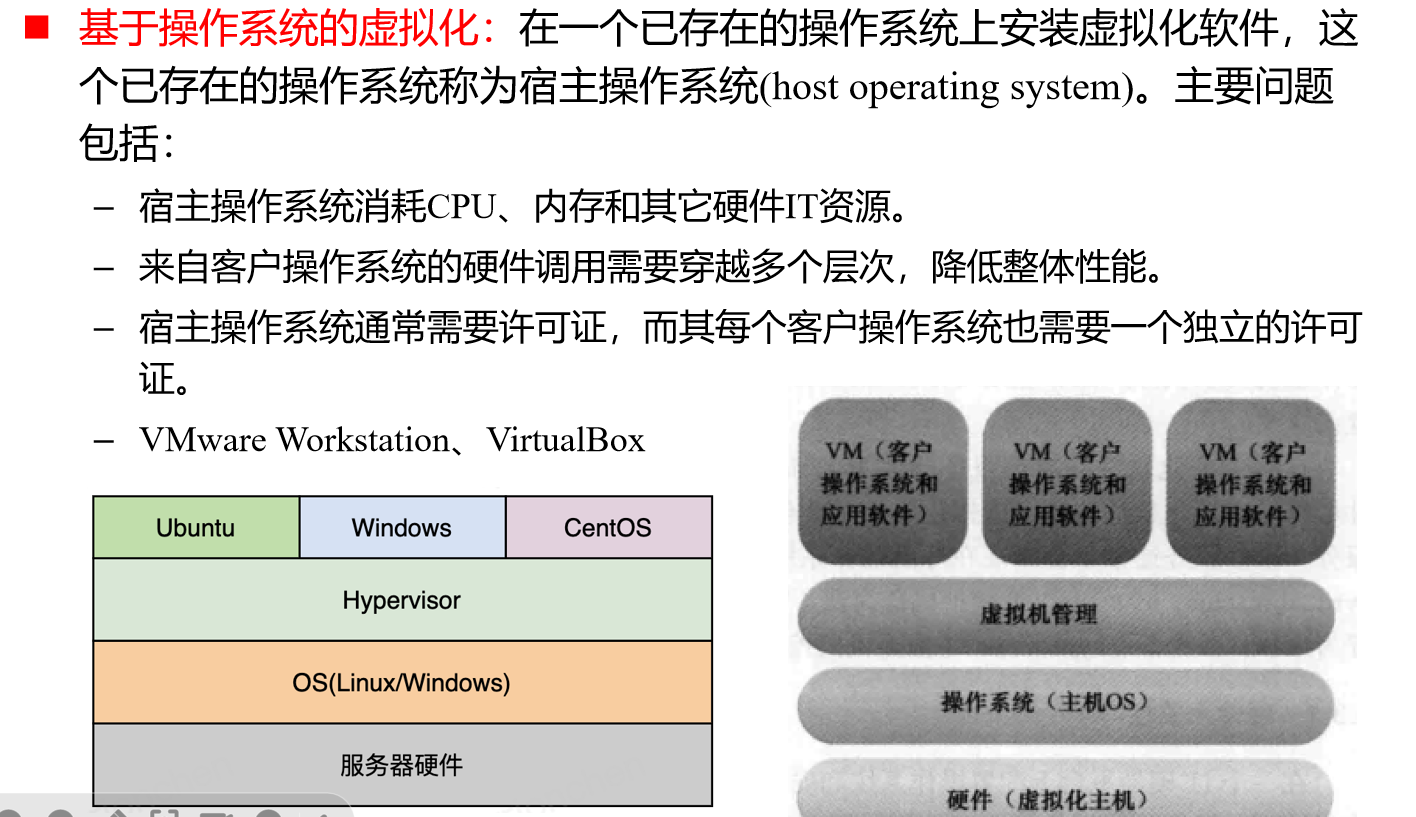 基于操作系统的虚拟化：在一个已存在的操作系统上安装虚拟化软件，这
个已存在的操作系统称为宿主操作系统(host operating system)。主要问题
包括：
– 宿主操作系统消耗CPU、内存和其它硬件IT资源。
– 来自客户操作系统的硬件调用需要穿越多个层次，降低整体性能。
– 宿主操作系统通常需要许可证，而其每个客户操作系统也需要一个独立的许可
证。
– VMware Workstation、VirtualBox
Ubuntu
Windows
CentOS
Hypervisor
OS(Linux/Windows)
服务器硬件
VM（客户
操作系统和
应用软件）
VM（客户
操作系统和
应用软件）
VM（客户
操作系统和
应用软件）
虚拟机管理
操作系统（主机OS）
硬件（虚拟化主机）